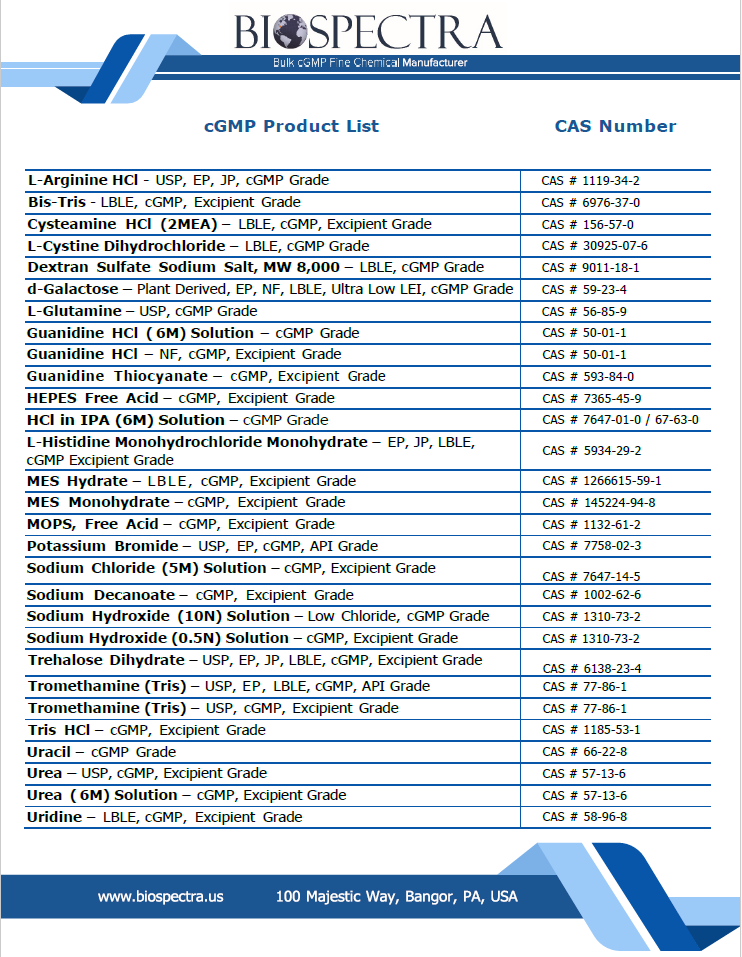 BIOSPECTRA
Bulk cGMP Fine Chemical Manufacturer
cGMP Product List CAS Number
L-Arginine HCl - USP, EP, JP, cGMP Grade CAS # 1119-34-2
Bis-Tris - LBLE, cGMP, Excipient Grade CAS # 6976-37-0
Cysteamine HCl (2MEA) – LBLE, cGMP, Excipient Grade CAS # 156-57-0
L-Cystine Dihydrochloride – LBLE, cGMP Grade CAS # 30925-07-6
Dextran Sulfate Sodium Salt, MW 8,000 – LBLE, cGMP Grade CAS # 9011-18-1
d-Galactose – Plant Derived, EP, NF, LBLE, Ultra Low LEI, cGMP Grade CAS # 59-23-4
L-Glutamine – USP, cGMP Grade CAS # 56-85-9
Guanidine HCl (6M) Solution – cGMP Grade CAS # 50-01-1
Guanidine HCl – NF, cGMP, Excipient Grade CAS # 50-01-1
Guanidine Thiocyanate – cGMP, Excipient Grade CAS # 593-84-0
HEPES Free Acid – cGMP, Excipient Grade CAS # 7365-45-9
HCl in IPA (6M) Solution – cGMP Grade CAS # 7647-01-0 / 67-63-0
L-Histidine Monohydrochloride Monohydrate – EP, JP, LBLE,
cGMP Excipient Grade CAS # 5934-29-2
MES Hydrate – LBLE, cGMP, Excipient Grade CAS # 1266615-59-1
MES Monohydrate – cGMP, Excipient Grade CAS # 145224-94-8
MOPS, Free Acid – cGMP, Excipient Grade CAS # 1132-61-2
Potassium Bromide – USP, EP, cGMP, API Grade CAS # 7758-02-3
Sodium Chloride (5M) Solution – cGMP, Excipient Grade CAS # 7647-14-5
Sodium Decanoate – cGMP, Excipient Grade CAS # 1002-62-6
Sodium Hydroxide (10N) Solution – Low Chloride, cGMP Grade CAS # 1310-73-2
Sodium Hydroxide (0.5N) Solution – cGMP, Excipient Grade CAS # 1310-73-2
Trehalose Dihydrate – USP, EP, JP, LBLE, cGMP, Excipient Grade CAS # 6138-23-4
Tromethamine (Tris) – USP, EP, LBLE, cGMP, API Grade CAS # 77-86-1
Tromethamine (Tris) – USP, cGMP, Excipient Grade CAS # 77-86-1
Tris HCl – cGMP, Excipient Grade CAS # 1185-53-1
Uracil – cGMP Grade CAS # 66-22-8
Urea – USP, cGMP, Excipient Grade CAS # 57-13-6
Urea (6M) Solution – cGMP, Excipient Grade CAS # 57-13-6
Uridine – LBLE, cGMP, Excipient Grade CAS # 58-96-8
www.biospectra.us 100 Majestic Way, Bangor, PA, USA